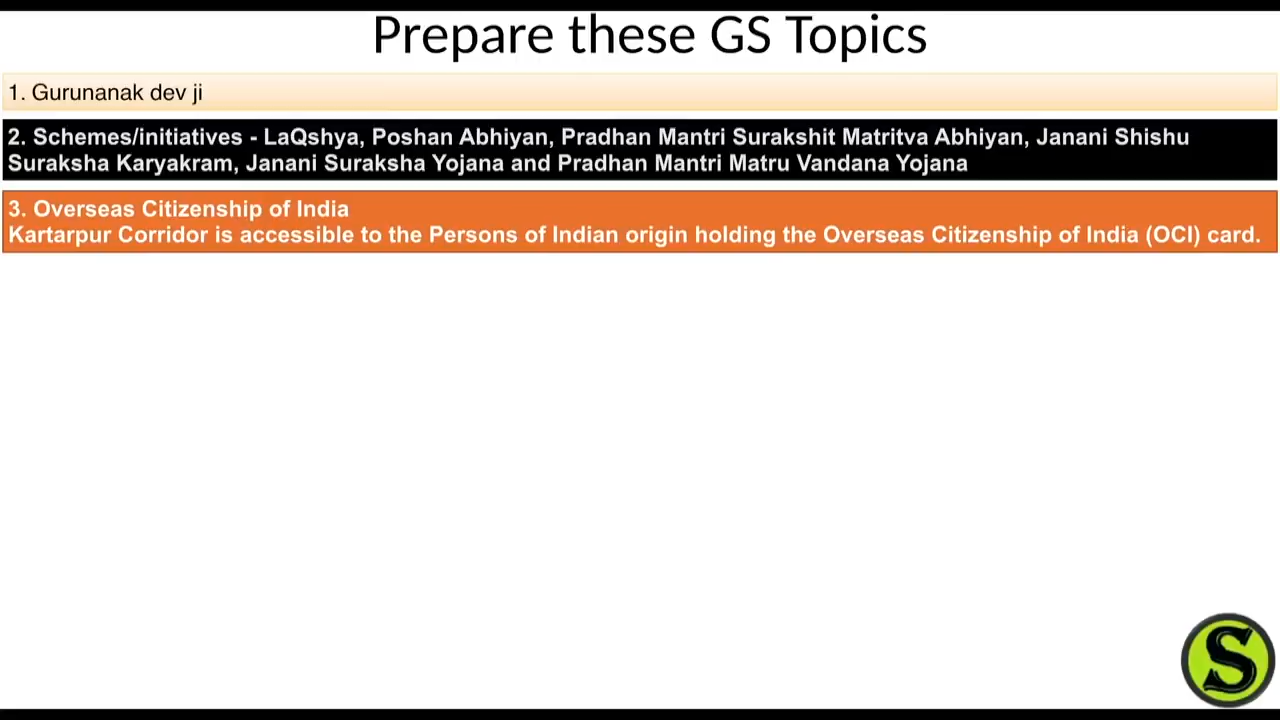 Prepare these GS Topics
1. Gurunanak dev ji
2. Schemes/initiatives - LaQshya, Poshan Abhiyan, Pradhan Mantri Surakshit Matritva Abhiyan, Janani Shishu
Suraksha Karyakram, Janani Suraksha Yojana and Pradhan Mantri Matru Vandana Yojana
3. Overseas Citizenship of India
Kartarpur Corridor is accessible to the Persons of Indian origin holding the Overseas Citizenship of India (OCI) card.
S